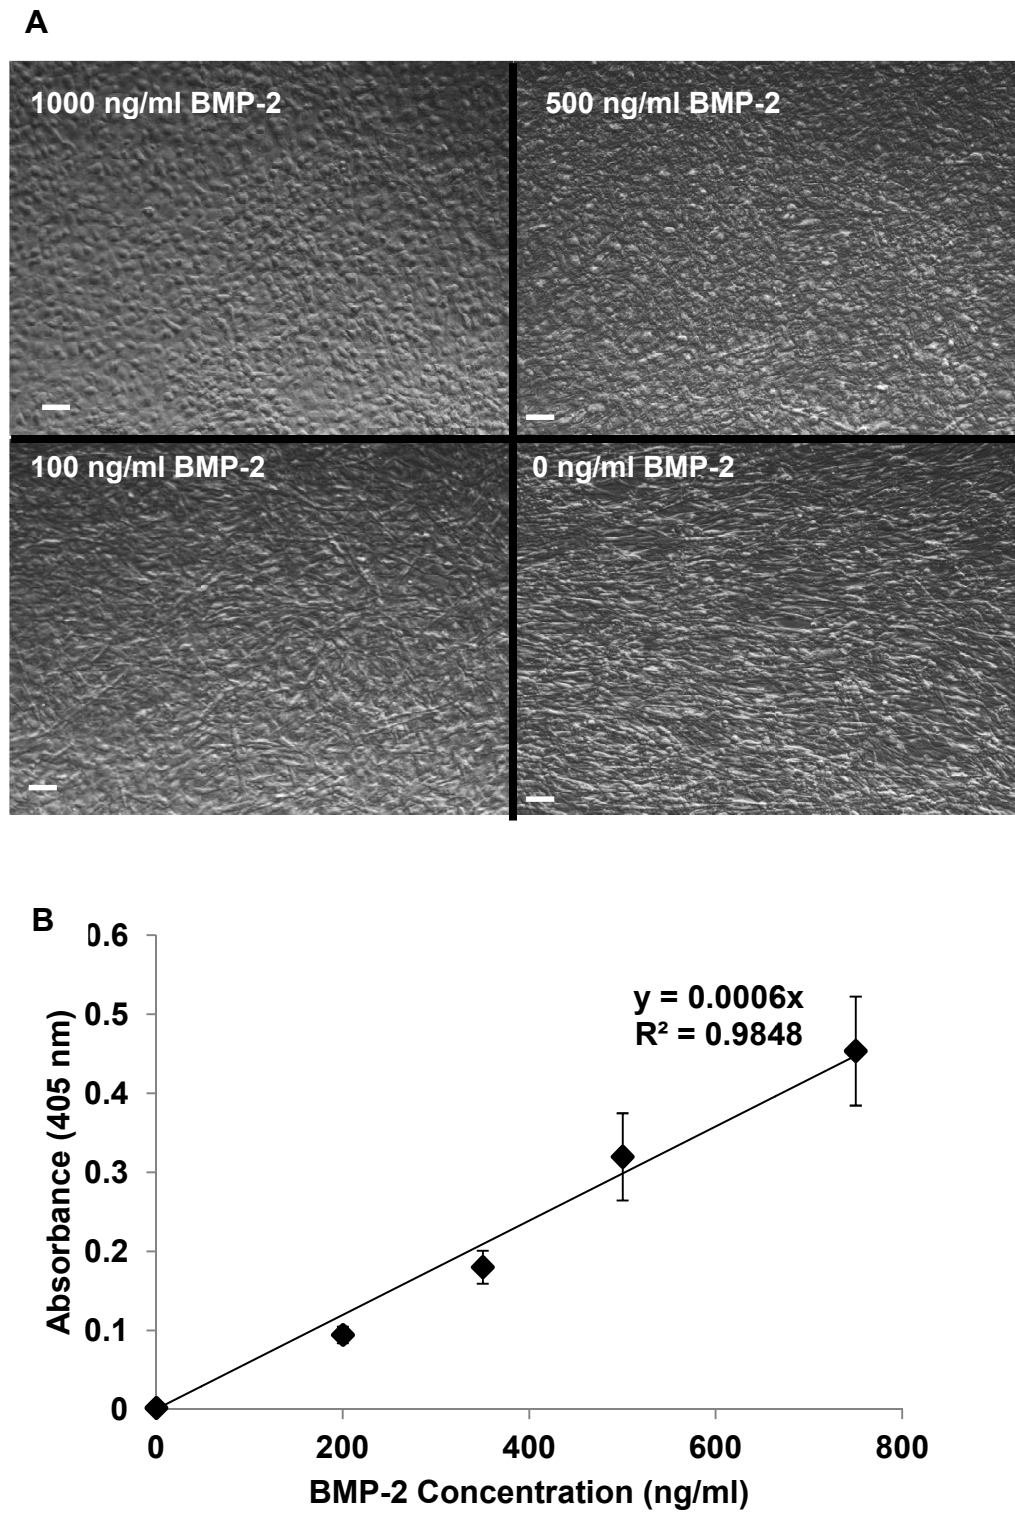 A
1000 ng/ml BMP-2
500 ng/ml BMP-2
100 ng/ml BMP-2
0 ng/ml BMP-2
B
0.6
0.5
0.4
0.3
0.2
0.1
0
Absorbance (405 nm)
y = 0.0006x
R² = 0.9848
0 200 400 600 800
BMP-2 Concentration (ng/ml)